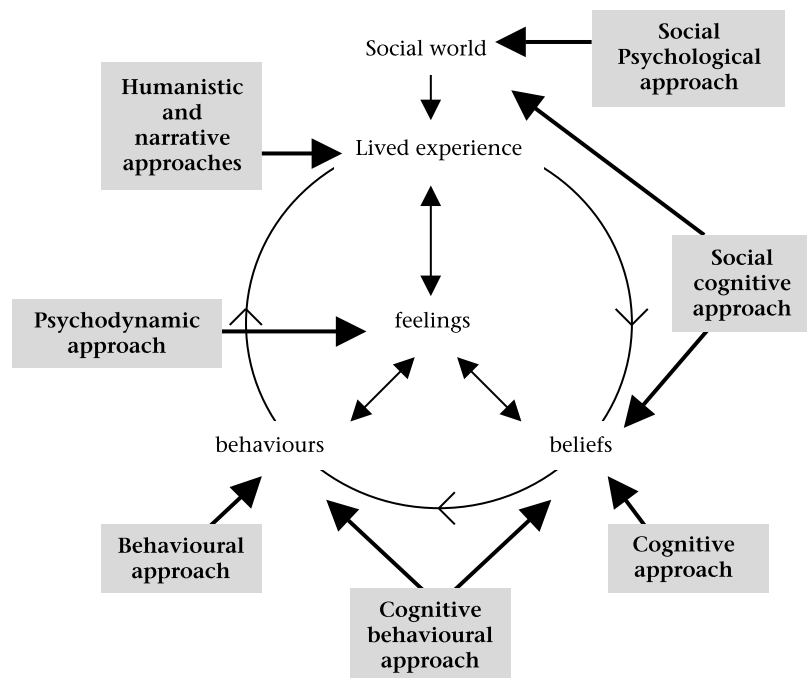 Social world
Social
Psychological
approach
Humanistic
and
narrative
approaches
Lived experience
Social
cognitive
approach
Psychodynamic
approach
feelings
behaviours
beliefs
Behavioural
approach
Cognitive
approach
Cognitive
behavioural
approach